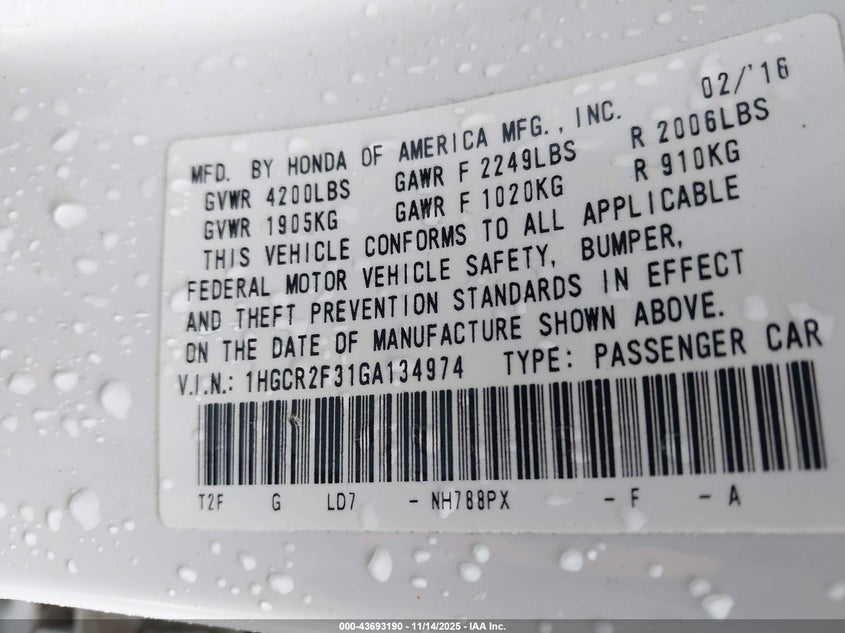 02/'16
MFD. BY HONDA OF AMERICA MFG., INC.
GVWR 4200LBS GAWR F 2249LBS R 2006LBS
GVWR 1905KG GAWR F 1020KG R 910KG
THIS VEHICLE CONFORMS TO ALL APPLICABLE
FEDERAL MOTOR VEHICLE SAFETY, BUMPER,
AND THEFT PREVENTION STANDARDS IN EFFECT
ON THE DATE OF MANUFACTURE SHOWN ABOVE.
V.I.N.: 1HGCR2F31GA134974 TYPE: PASSENGER CAR
T2F G LD7 - NH788PX - F - A
000-43693190 - 11/14/2025 - IAA Inc.